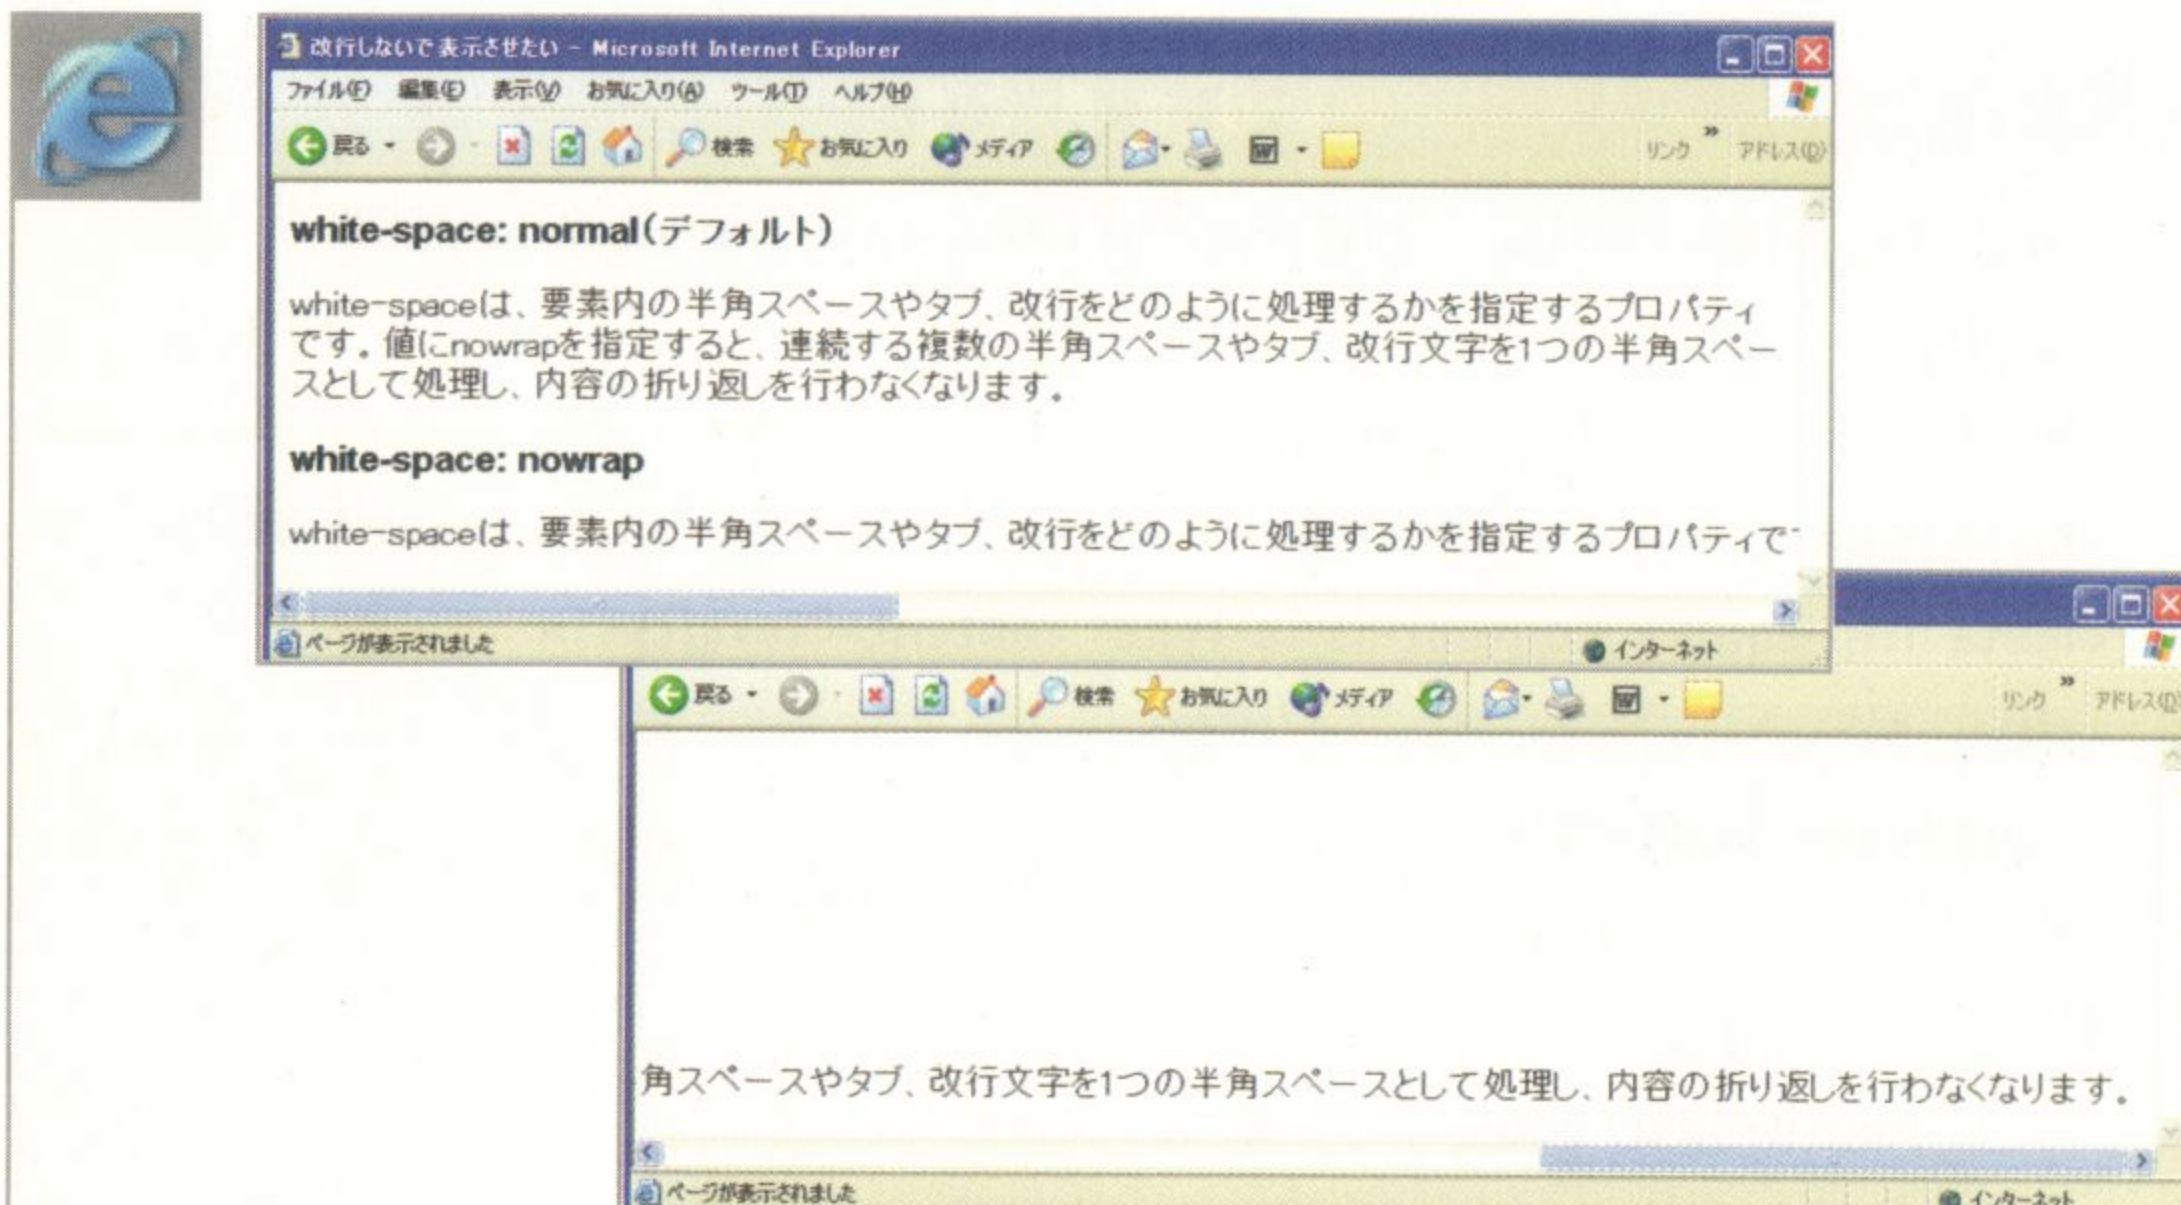 改行しないで表示させたい - Microsoft Internet Explorer
ファイル(F) 編集(E) 表示(V) お気に入り(A) ツール(T) ヘルプ(H)
戻る 検索 お気に入り メディア リンク » アドレス(D)
white-space: normal(デフォルト)
white-spaceは、要素内の半角スペースやタブ、改行をどのように処理するかを指定するプロパティ
です。値にnowrapを指定すると、連続する複数の半角スペースやタブ、改行文字を1つの半角スペー
スとして処理し、内容の折り返しを行わなくなります。
white-space: nowrap
white-spaceは、要素内の半角スペースやタブ、改行をどのように処理するかを指定するプロパティで
ページが表示されました インターネット
戻る 検索 お気に入り メディア リンク » アドレス(D)
角スペースやタブ、改行文字を1つの半角スペースとして処理し、内容の折り返しを行わなくなります。
ページが表示されました インターネット